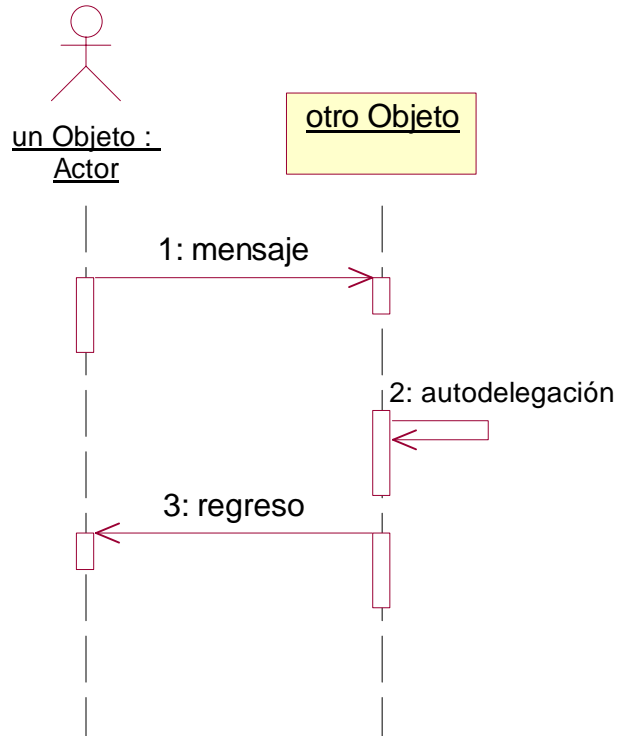 un Objeto :
Actor
otro Objeto
1: mensaje
2: autodelegación
3: regreso